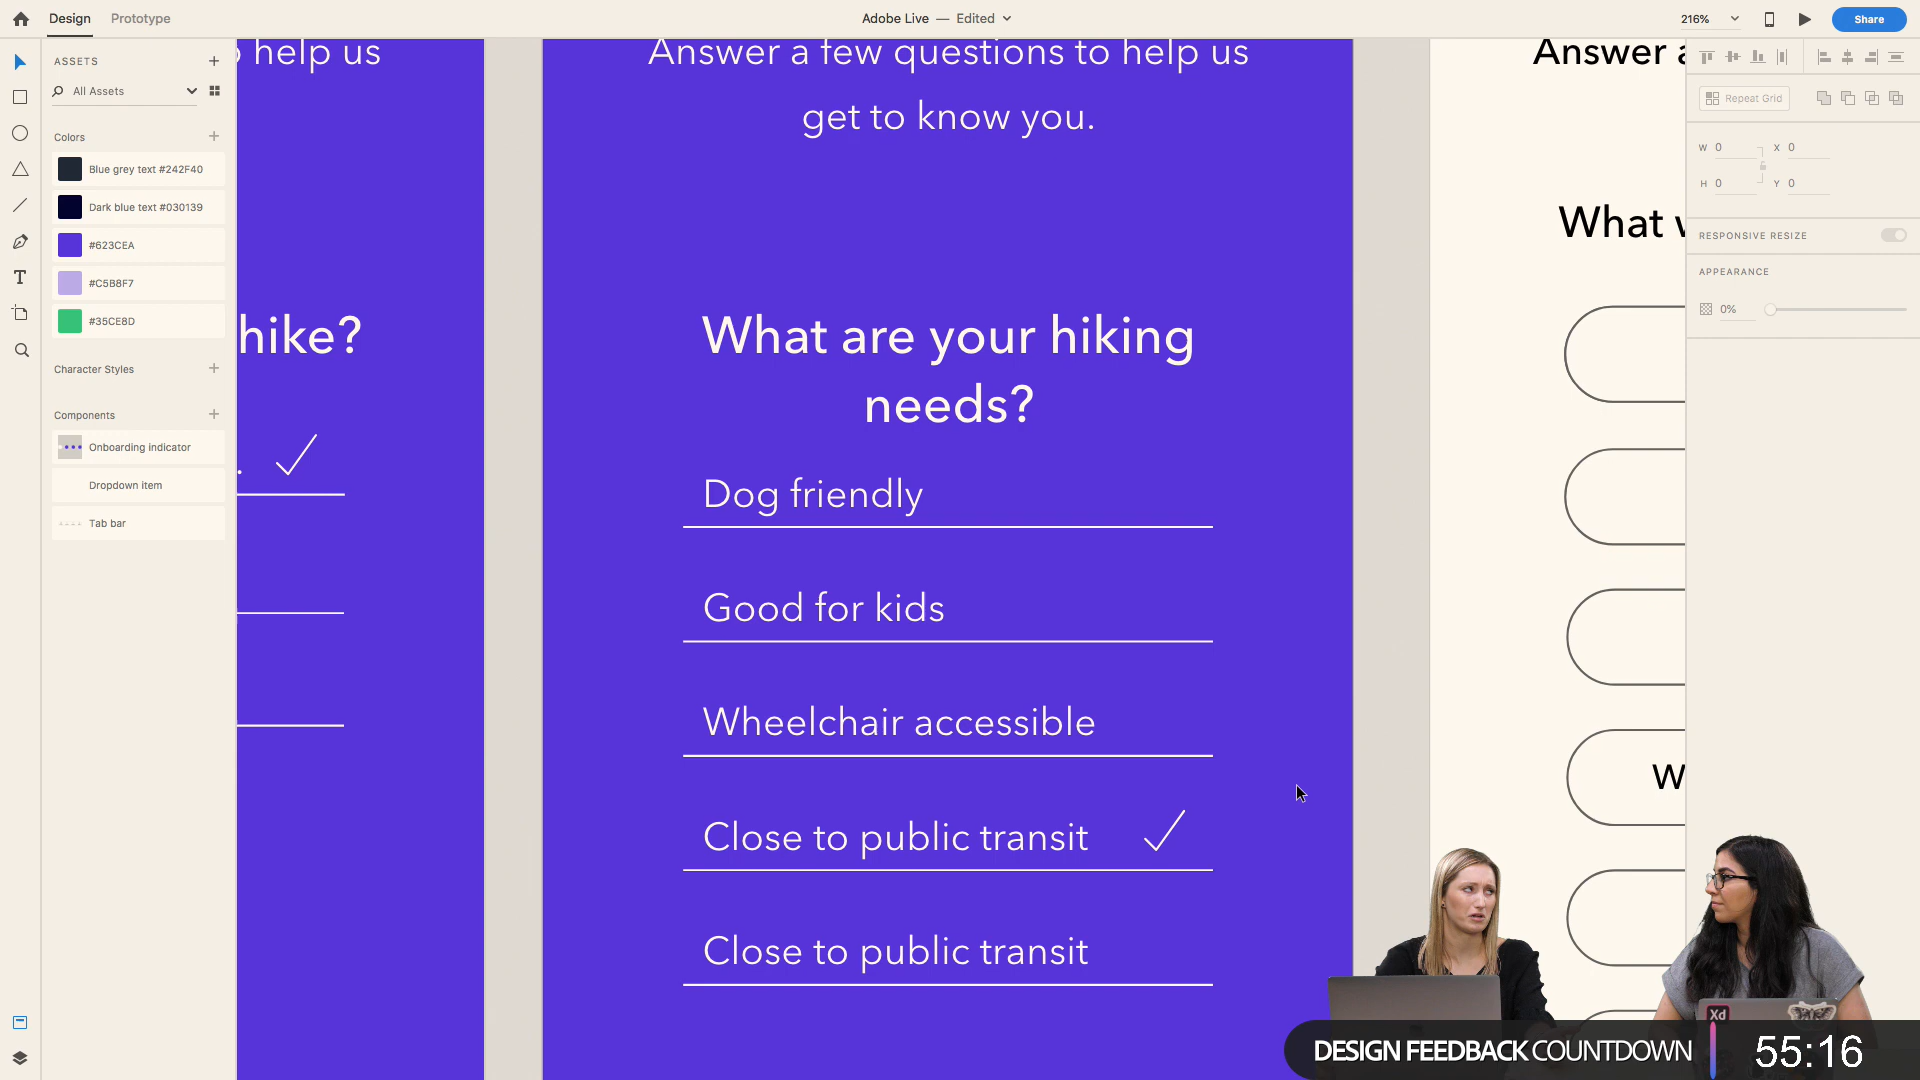 Design Prototype
Adobe Live — Edited
216%
Share
ASSETS
All Assets
Colors
Blue grey text #242F40
Dark blue text #030139
#623CEA
#C5B8F7
#35CE8D
Character Styles
Components
Onboarding indicator
Dropdown item
Tab bar
help us
hike?
.
Answer a few questions to help us
get to know you.
What are your hiking
needs?
Dog friendly
Good for kids
Wheelchair accessible
Close to public transit
Close to public transit
Answer
What
W
Repeat Grid
W 0 X 0
H 0 Y 0
RESPONSIVE RESIZE
APPEARANCE
0%
Xd
DESIGN FEEDBACK COUNTDOWN 55:16